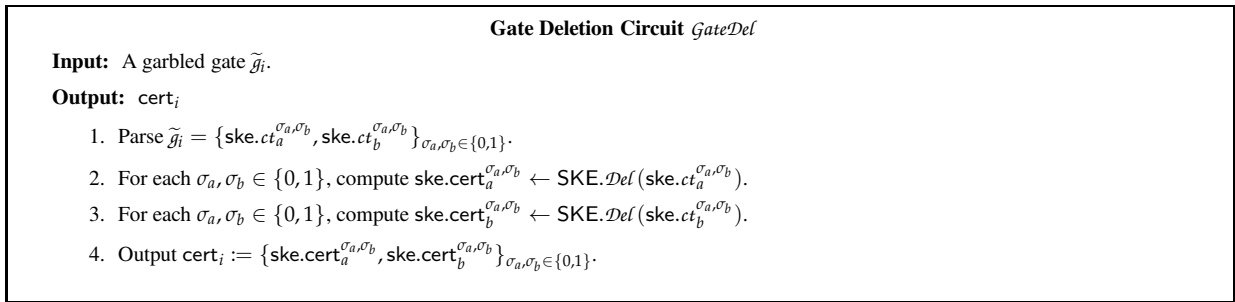 Gate Deletion Circuit GateDel
Input: A garbled gate g̃ᵢ.
Output: certᵢ
1. Parse g̃ᵢ = {ske.ct_a^{σ_a,σ_b}, ske.ct_b^{σ_a,σ_b}}_{σ_a,σ_b∈{0,1}}.
2. For each σ_a, σ_b ∈ {0, 1}, compute ske.cert_a^{σ_a,σ_b} ← SKE.Del(ske.ct_a^{σ_a,σ_b}).
3. For each σ_a, σ_b ∈ {0, 1}, compute ske.cert_b^{σ_a,σ_b} ← SKE.Del(ske.ct_b^{σ_a,σ_b}).
4. Output certᵢ := {ske.cert_a^{σ_a,σ_b}, ske.cert_b^{σ_a,σ_b}}_{σ_a,σ_b∈{0,1}}.